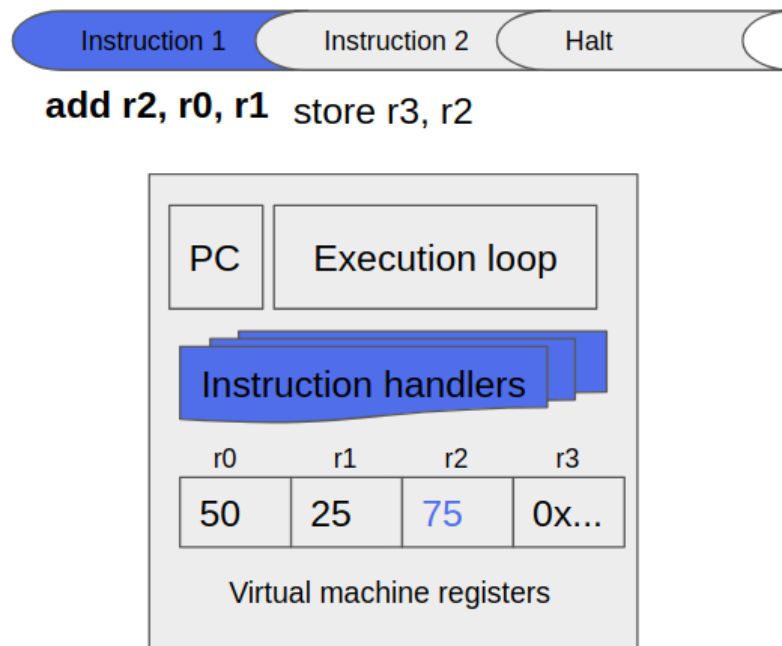 Instruction 1 Instruction 2 Halt
add r2, r0, r1 store r3, r2
PC Execution loop
Instruction handlers
r0 r1 r2 r3
50 25 75 0x...
Virtual machine registers